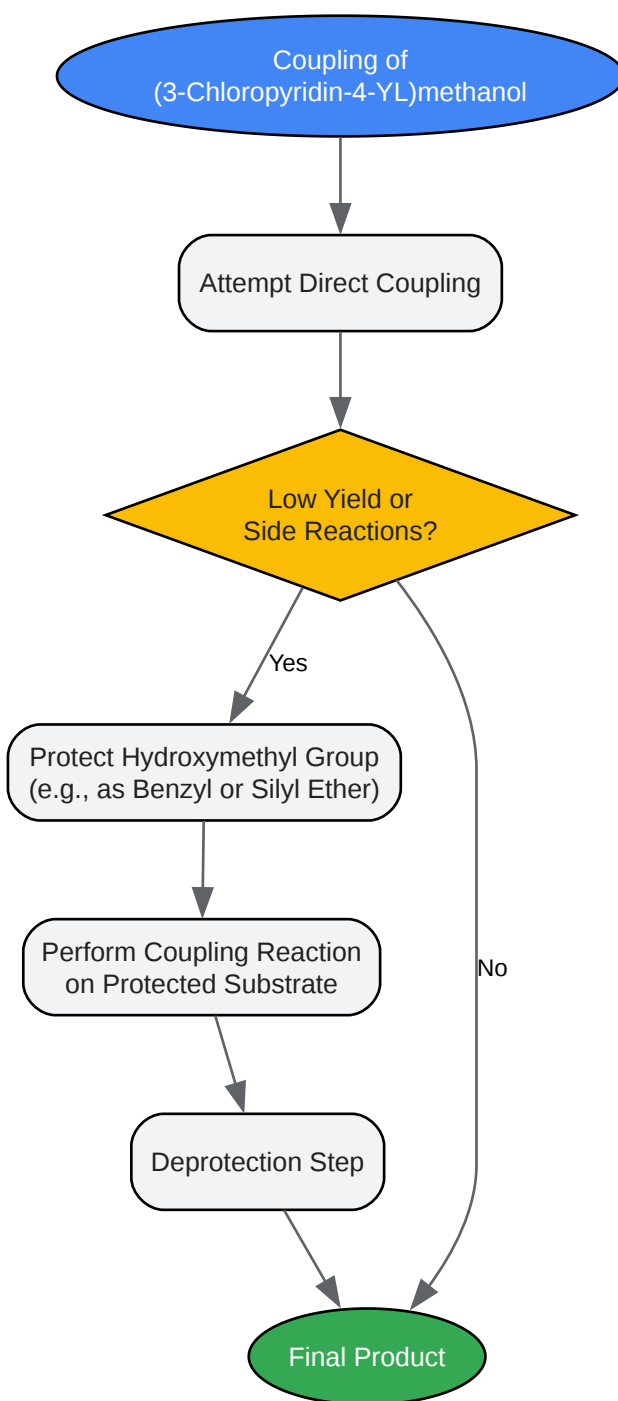 Coupling of
(3-Chloropyridin-4-YL)methanol
Attempt Direct Coupling
Low Yield or
Side Reactions?
Yes
Protect Hydroxymethyl Group
(e.g., as Benzyl or Silyl Ether)
Perform Coupling Reaction
on Protected Substrate
No
Deprotection Step
Final Product